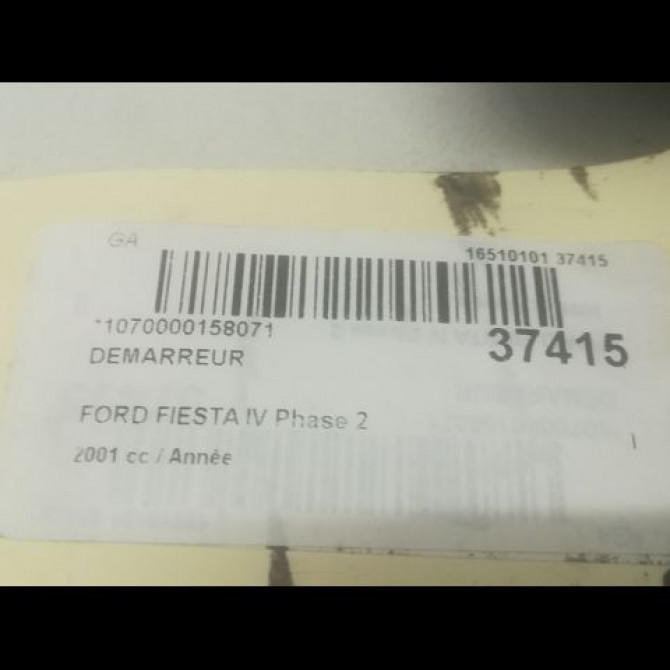 GA
16510101 37415
*1070000158071
37415
DEMARREUR
FORD FIESTA IV Phase 2
2001 cc / Année